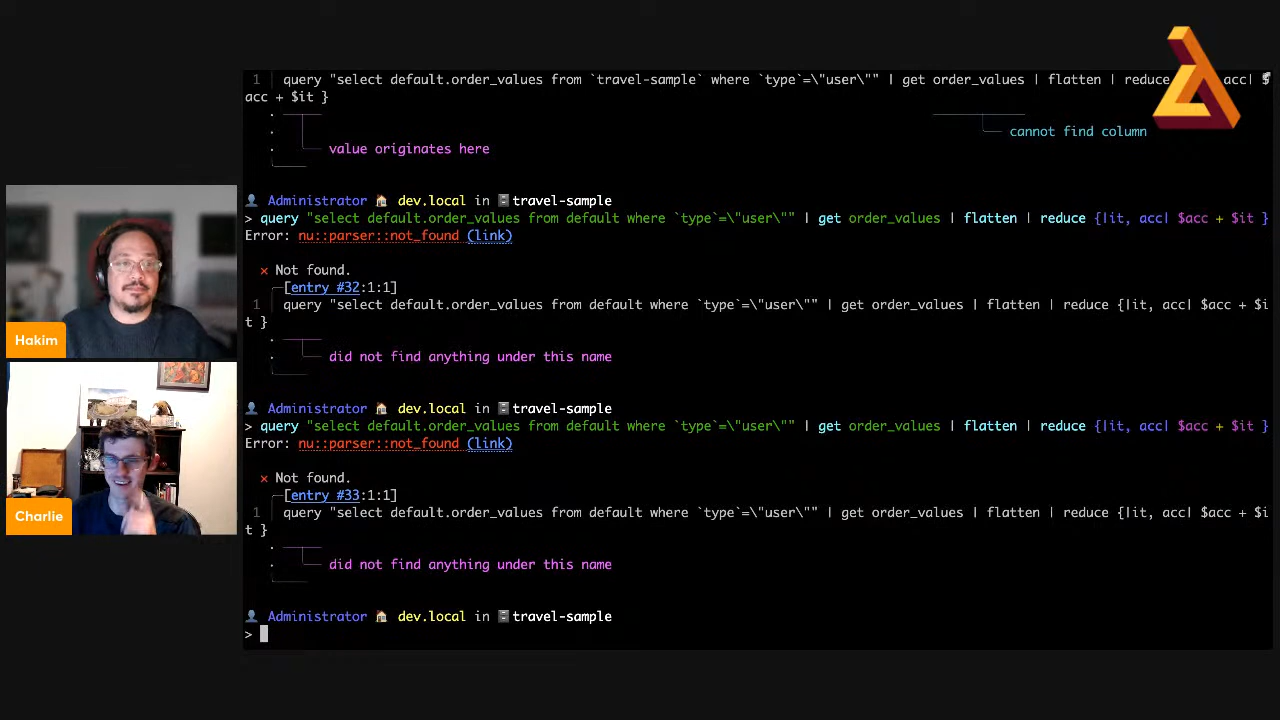 1 query "select default.order_values from `travel-sample` where `type`=\"user\"" | get order_values | flatten | reduce acc| $
acc + $it }
cannot find column
value originates here
Administrator dev.local in travel-sample
> query "select default.order_values from default where `type`=\"user\"" | get order_values | flatten | reduce {|it, acc| $acc + $it }
Error: nu::parser::not_found (link)
× Not found.
[entry #32:1:1]
1 query "select default.order_values from default where `type`=\"user\"" | get order_values | flatten | reduce {|it, acc| $acc + $i
t }
did not find anything under this name
Administrator dev.local in travel-sample
> query "select default.order_values from default where `type`=\"user\"" | get order_values | flatten | reduce {|it, acc| $acc + $it }
Error: nu::parser::not_found (link)
× Not found.
[entry #33:1:1]
1 query "select default.order_values from default where `type`=\"user\"" | get order_values | flatten | reduce {|it, acc| $acc + $i
t }
did not find anything under this name
Administrator dev.local in travel-sample
>
Hakim
Charlie